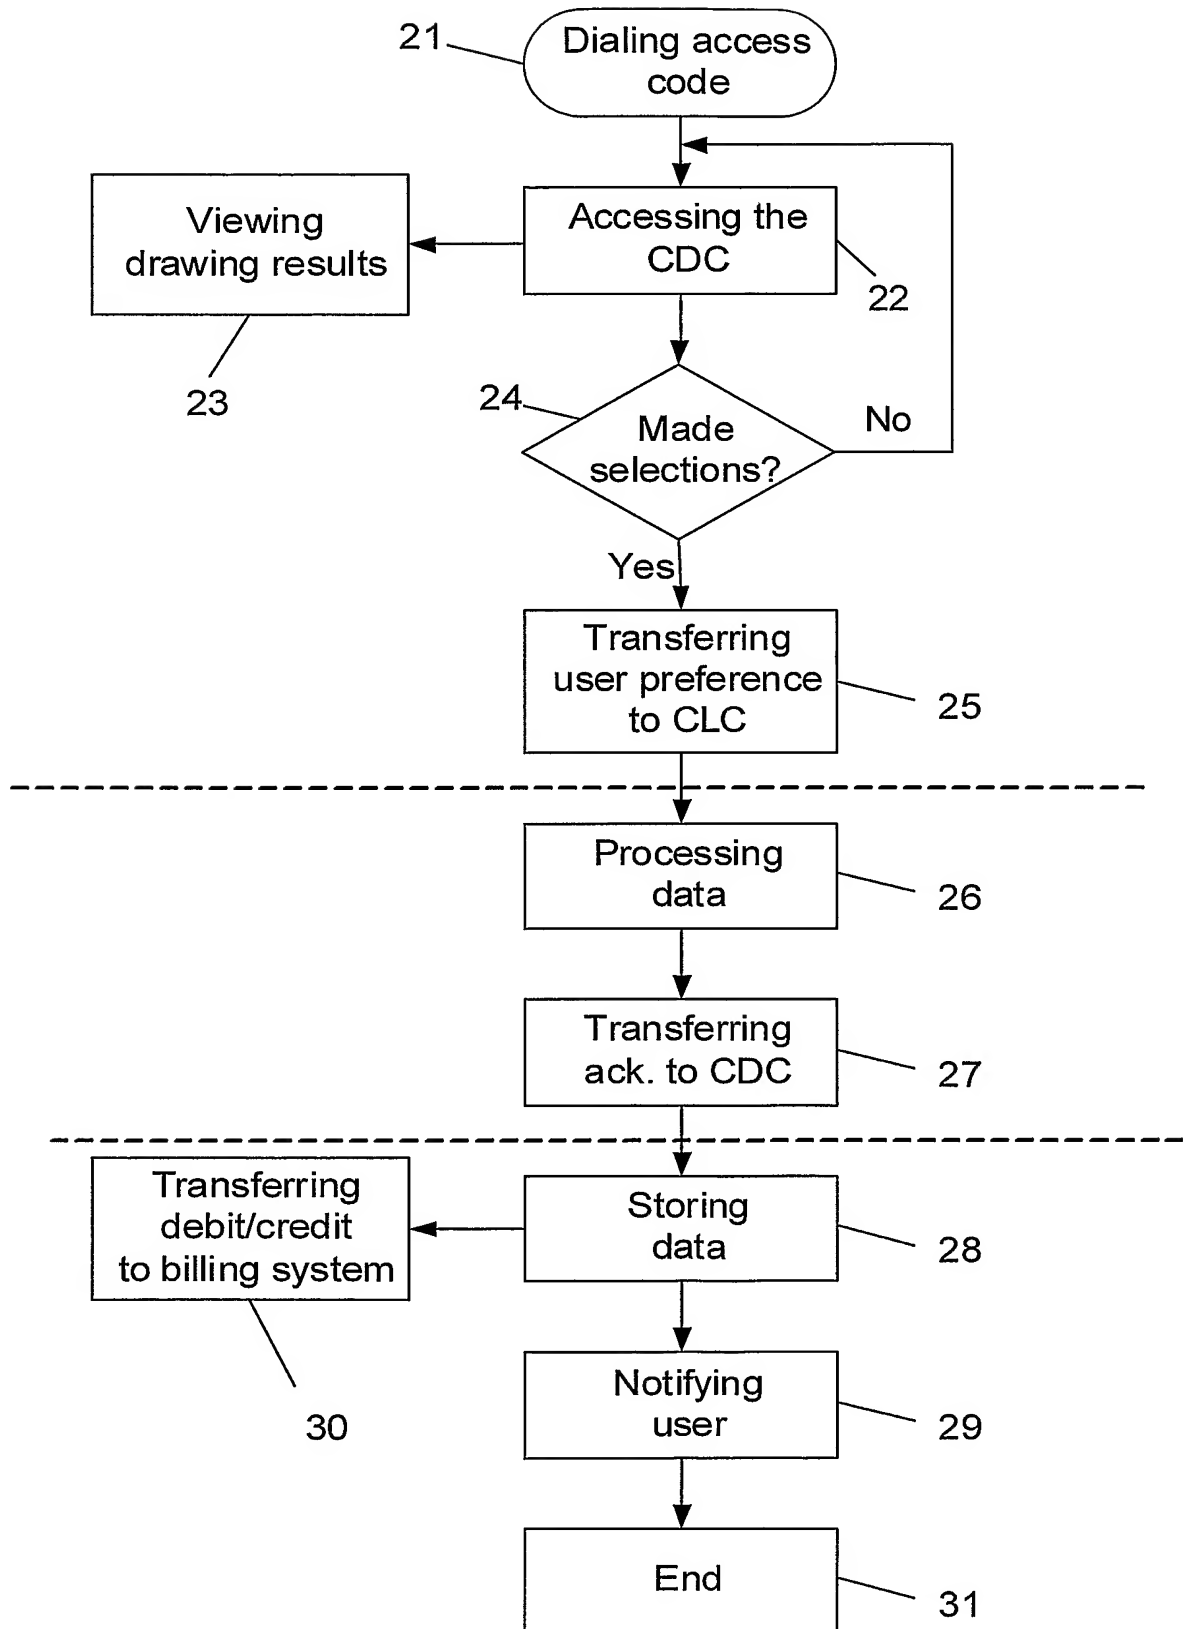 21
Dialing access
code
Viewing
drawing results
Accessing the
CDC
22
23
24
Made
selections?
No
Yes
Transferring
user preference
to CLC
25
Processing
data
26
Transferring
ack. to CDC
27
Transferring
debit/credit
to billing system
Storing
data
28
30
Notifying
user
29
End
31